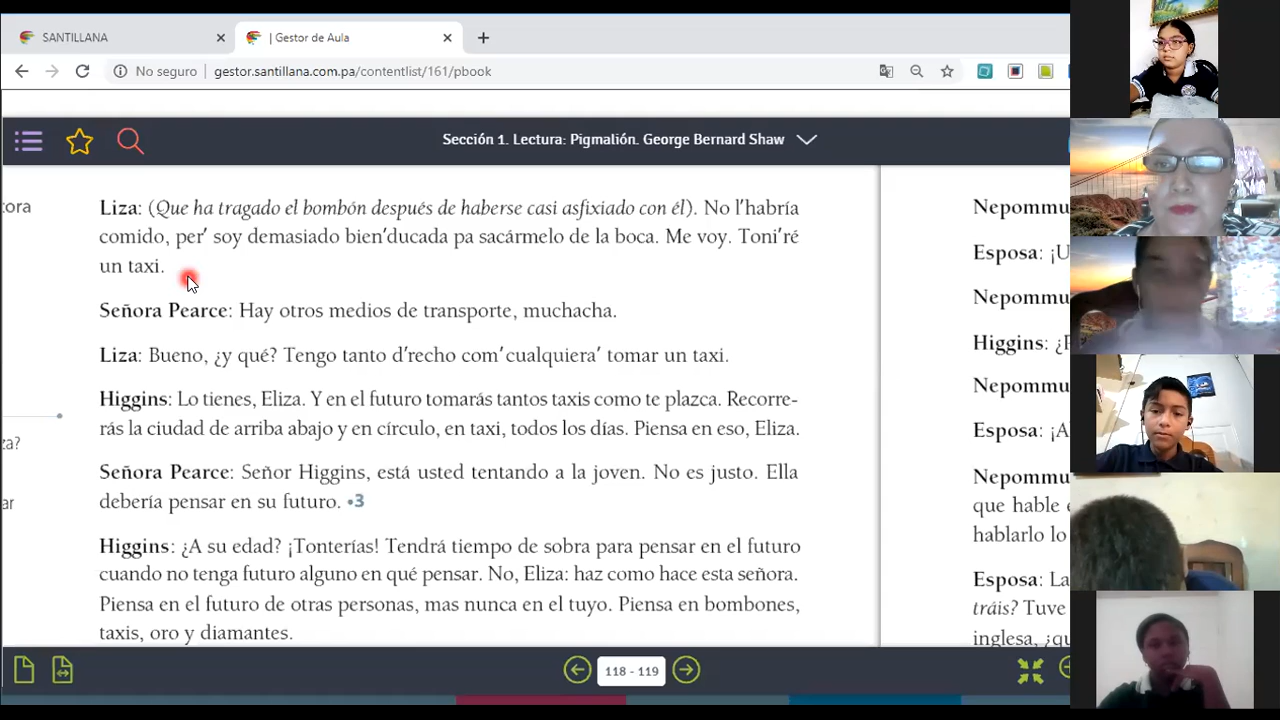 SANTILLANA
| Gestor de Aula
No seguro
gestor.santillana.com.pa/contentlist/161/pbook
Sección 1. Lectura: Pigmalión. George Bernard Shaw
tora
za?
ar
Liza: (Que ha tragado el bombón después de haberse casi asfixiado con él). No l’habría
comido, per’ soy demasiado bien’ducada pa sacármelo de la boca. Me voy. Toni’ré
un taxi.
Señora Pearce: Hay otros medios de transporte, muchacha.
Liza: Bueno, ¿y qué? Tengo tanto d’recho com’cualquiera’ tomar un taxi.
Higgins: Lo tienes, Eliza. Y en el futuro tomarás tantos taxis como te plazca. Recorre-
rás la ciudad de arriba abajo y en círculo, en taxi, todos los días. Piensa en eso, Eliza.
Señora Pearce: Señor Higgins, está usted tentando a la joven. No es justo. Ella
debería pensar en su futuro. •3
Higgins: ¿A su edad? ¡Tonterías! Tendrá tiempo de sobra para pensar en el futuro
cuando no tenga futuro alguno en qué pensar. No, Eliza: haz como hace esta señora.
Piensa en el futuro de otras personas, mas nunca en el tuyo. Piensa en bombones,
taxis, oro y diamantes.
Nepommu
Esposa: ¡U
Nepommu
Higgins: ¿P
Nepommu
Esposa: ¡A
Nepommu
que hable e
hablarlo lo
Esposa: La
tráis? Tuve
inglesa, ¿qu
118 - 119